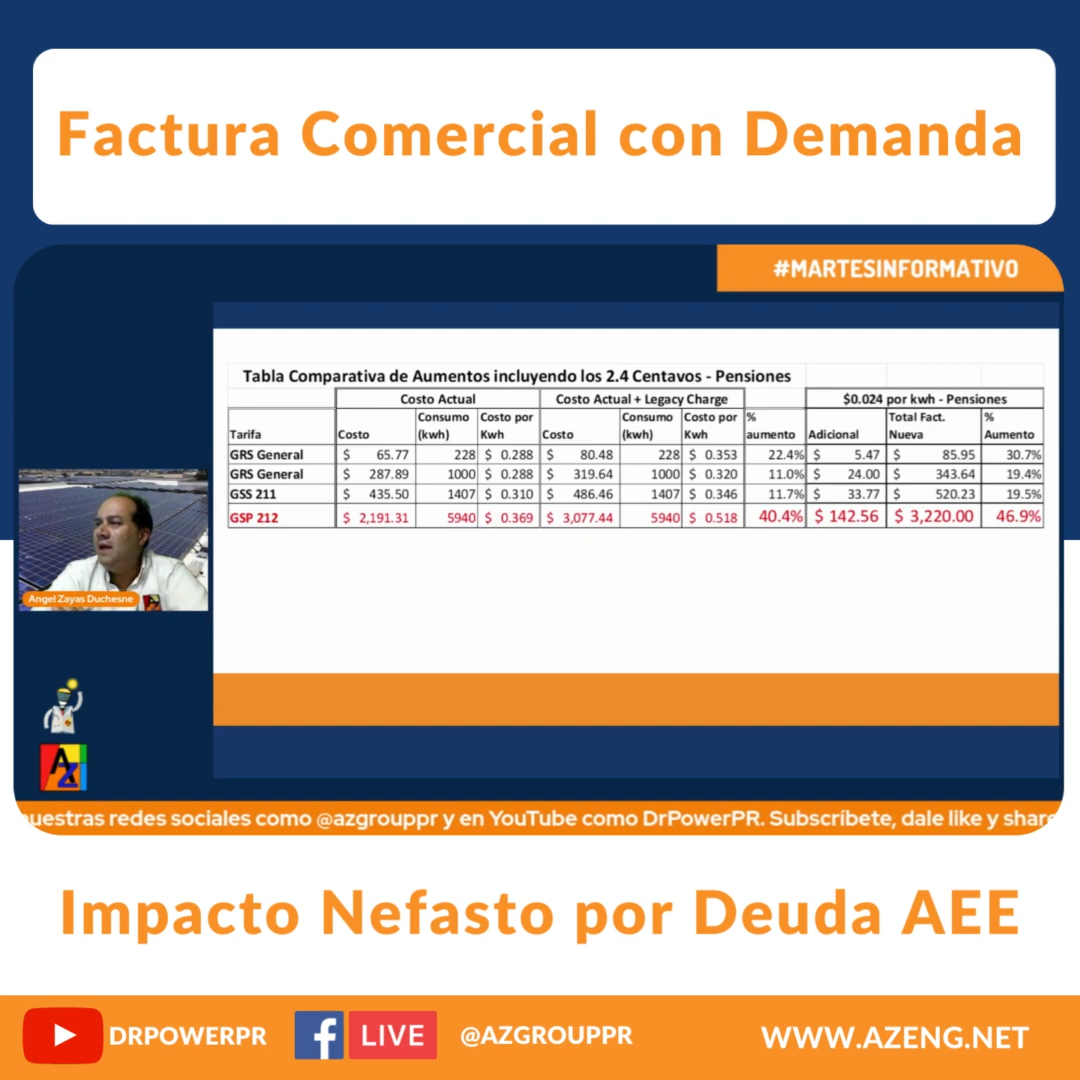 Factura Comercial con Demanda
#MARTESINFORMATIVO
Tabla Comparativa de Aumentos incluyendo los 2.4 Centavos - Pensiones
Costo Actual Costo Actual + Legacy Charge $0.024 por kwh - Pensiones
Tarifa Costo Consumo (kwh) Costo por Kwh Costo Consumo (kwh) Costo por Kwh % aumento Adicional Total Fact. Nueva % Aumento
GRS General $ 65.77 228 $ 0.288 $ 80.48 228 $ 0.353 22.4% $ 5.47 $ 85.95 30.7%
GRS General $ 287.89 1000 $ 0.288 $ 319.64 1000 $ 0.320 11.0% $ 24.00 $ 343.64 19.4%
GSS 211 $ 435.50 1407 $ 0.310 $ 486.46 1407 $ 0.346 11.7% $ 33.77 $ 520.23 19.5%
GSP 212 $ 2,191.31 5940 $ 0.369 $ 3,077.44 5940 $ 0.518 40.4% $ 142.56 $ 3,220.00 46.9%
Angel Zayas Duchesne
AZ
uestras redes sociales como @azgrouppr y en YouTube como DrPowerPR. Subscríbete, dale like y share
Impacto Nefasto por Deuda AEE
DRPOWERPR f LIVE @AZGROUPPR WWW.AZENG.NET